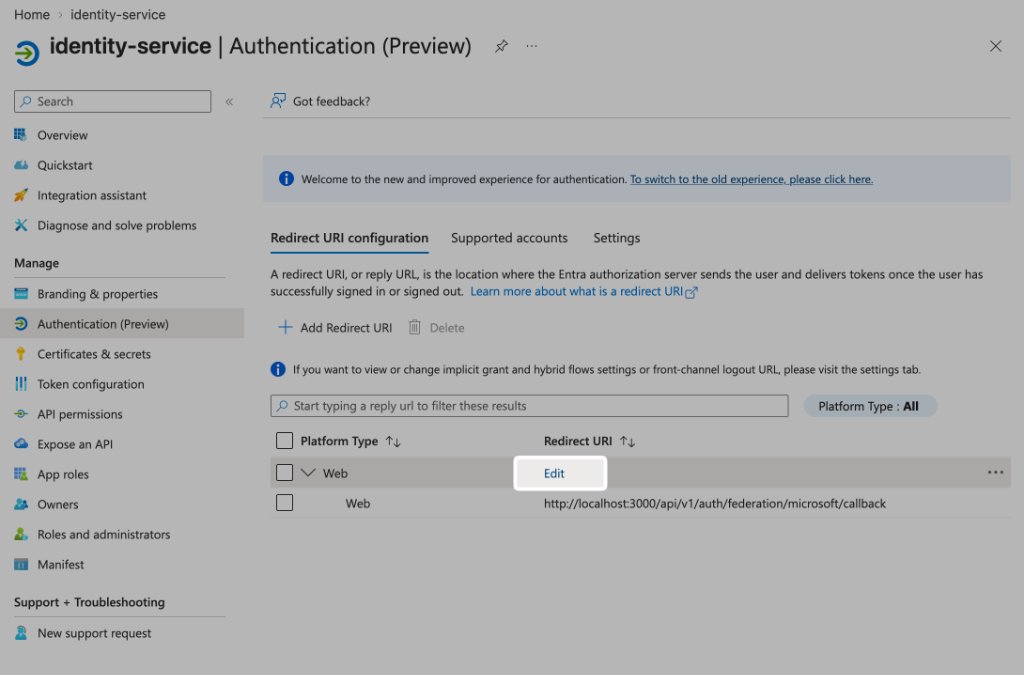 Home › identity-service
identity-service | Authentication (Preview)
Search
«
Got feedback?
Overview
Quickstart
Integration assistant
Diagnose and solve problems
Manage
Branding & properties
Authentication (Preview)
Certificates & secrets
Token configuration
API permissions
Expose an API
App roles
Owners
Roles and administrators
Manifest
Support + Troubleshooting
New support request
Welcome to the new and improved experience for authentication. To switch to the old experience, please click here.
Redirect URI configuration Supported accounts Settings
A redirect URI, or reply URL, is the location where the Entra authorization server sends the user and delivers tokens once the user has
successfully signed in or signed out. Learn more about what is a redirect URI
Add Redirect URI Delete
If you want to view or change implicit grant and hybrid flows settings or front-channel logout URL, please visit the settings tab.
Start typing a reply url to filter these results Platform Type : All
Platform Type ↑↓ Redirect URI ↑↓
Web Edit
Web http://localhost:3000/api/v1/auth/federation/microsoft/callback